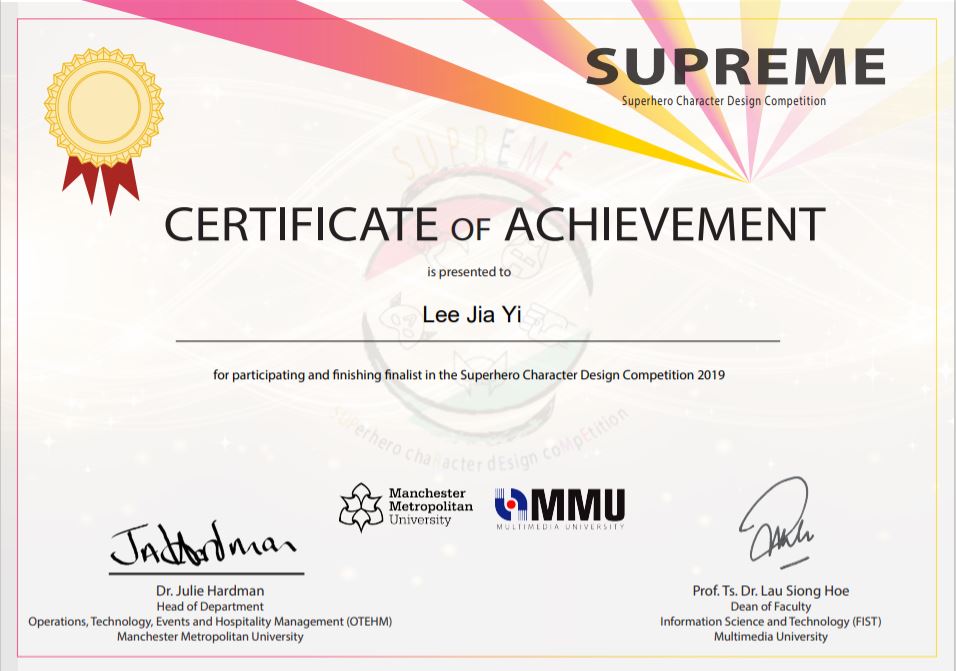 SUPREME
Superhero Character Design Competition
SUPREME
CERTIFICATE OF ACHIEVEMENT
is presented to
Lee Jia Yi
for participating and finishing finalist in the Superhero Character Design Competition 2019
SUPerhero chaRacter dEsign coMpEtition
Manchester
Metropolitan
University
MMU
MULTIMEDIA UNIVERSITY
JAHardman
Dr. Julie Hardman
Head of Department
Operations, Technology, Events and Hospitality Management (OTEHM)
Manchester Metropolitan University
Prof. Ts. Dr. Lau Siong Hoe
Dean of Faculty
Information Science and Technology (FIST)
Multimedia University